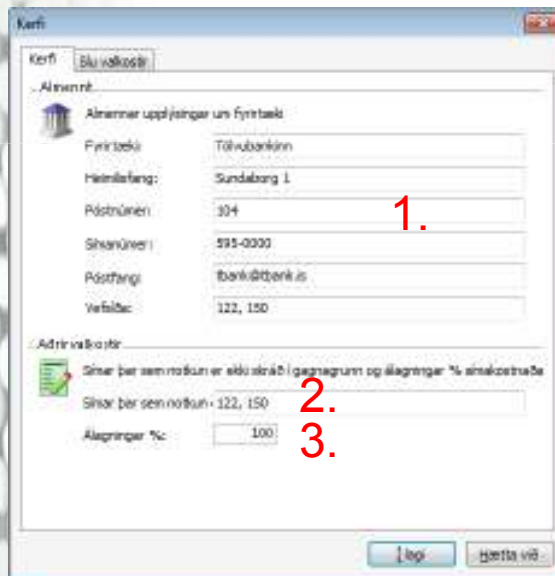 Kerfi
Kerfi
Blu valkostir
Almennt
Almennar upplýsingar um fyrirtæki
Fyrirtæki:
Tölvubankinn
Heimilisfang:
Sundaborg 1
Póstnúmer:
104
1.
Símanúmer:
595-0000
Póstfang:
tbank@tbank.is
Vefsíða:
122, 150
Aðrir valkostir
Símar þar sem notkun er ekki skráð í gagnagrunn og álagningar % símakostnaða
Símar þar sem notkun
122, 150
2.
Álagningar %:
100
3.
Í lagi
Hætta við